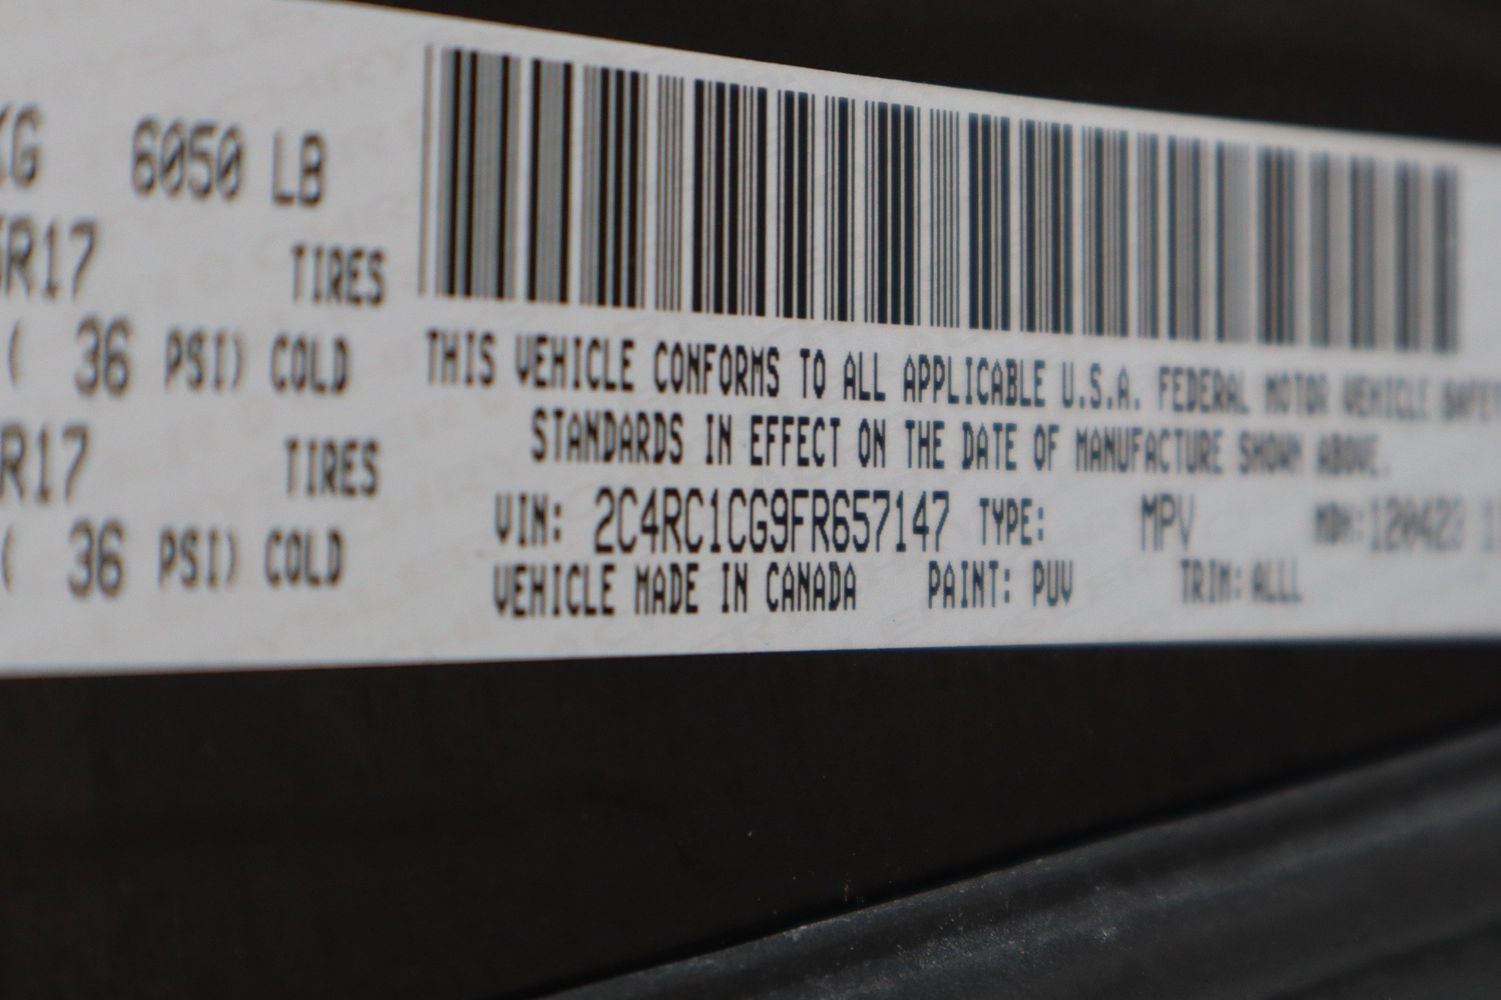 KG 6050 LB
R17 TIRES
( 36 PSI) COLD
R17 TIRES
( 36 PSI) COLD
THIS VEHICLE CONFORMS TO ALL APPLICABLE U.S.A. FEDERAL MOTOR VEHICLE
STANDARDS IN EFFECT ON THE DATE OF MANUFACTURE SHOWN ABOVE.
VIN: 2C4RC1CG9FR657147 TYPE: MPV
VEHICLE MADE IN CANADA PAINT: PUV TRIM: ALLL